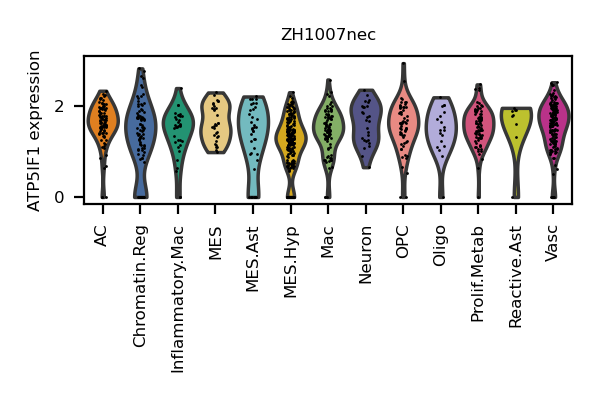 ZH1007nec
ATP5IF1 expression
2
0
AC
Chromatin.Reg
Inflammatory.Mac
MES
MES.Ast
MES.Hyp
Mac
Neuron
OPC
Oligo
Prolif.Metab
Reactive.Ast
Vasc